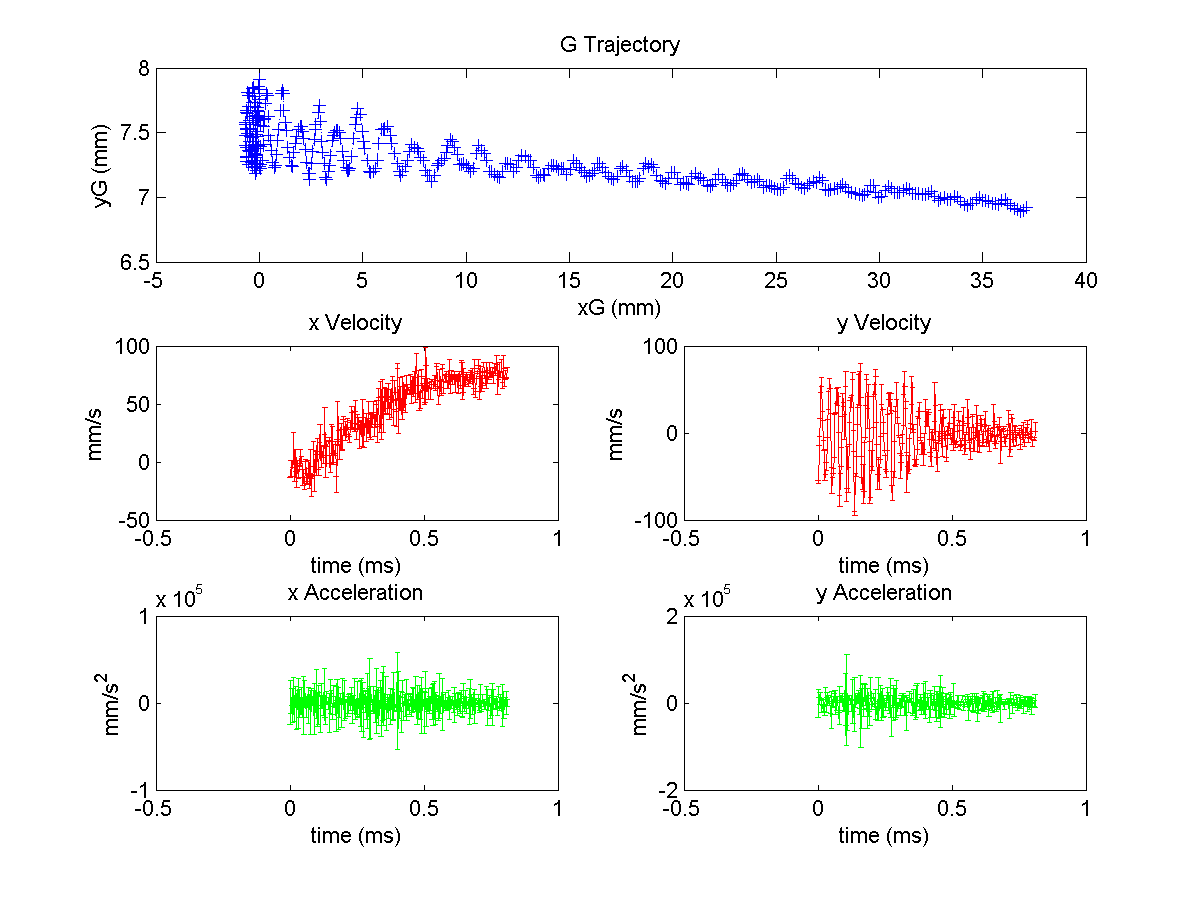 G Trajectory
8
7.5
7
6.5
yG (mm)
-5 0 5 10 15 20 25 30 35 40
xG (mm)
x Velocity
100
50
0
-50
mm/s
-0.5 0 0.5 1
time (ms)
y Velocity
100
0
-100
mm/s
-0.5 0 0.5 1
time (ms)
x Acceleration
x 10^5
1
0
-1
mm/s^2
-0.5 0 0.5 1
time (ms)
y Acceleration
x 10^5
2
0
-2
mm/s^2
-0.5 0 0.5 1
time (ms)